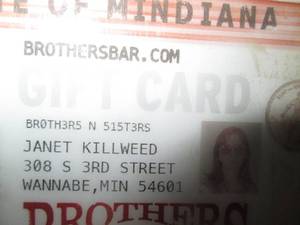 E OF MINDIANA
BROTHERSBAR.COM
GIFT CARD
BR0TH3R5 N 515T3RS
JANET KILLWEED
308 S 3RD STREET
WANNABE,MIN 54601
BROTHERS